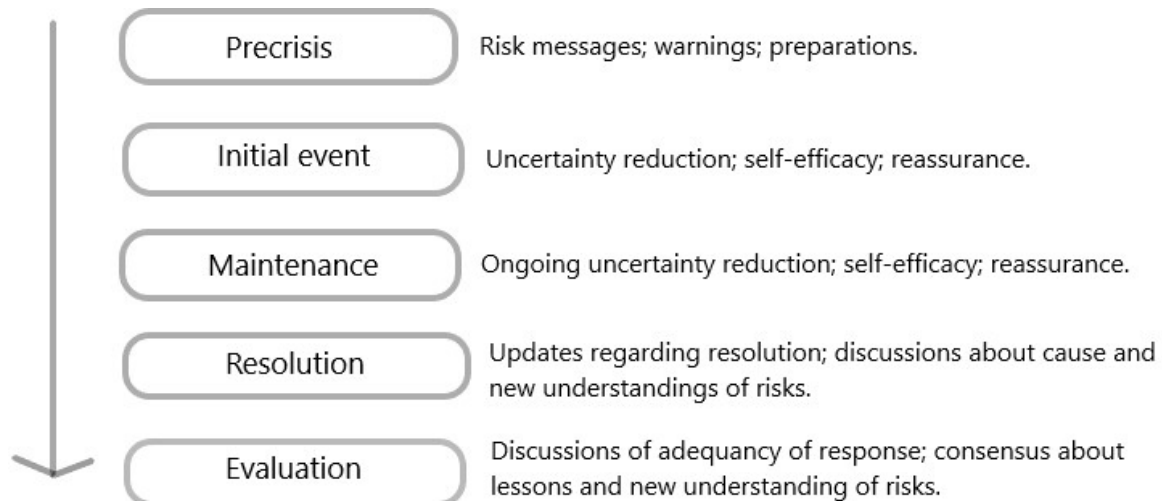 Precrisis
Risk messages; warnings; preparations.
Initial event
Uncertainty reduction; self-efficacy; reassurance.
Maintenance
Ongoing uncertainty reduction; self-efficacy; reassurance.
Resolution
Updates regarding resolution; discussions about cause and
new understandings of risks.
Evaluation
Discussions of adequancy of response; consensus about
lessons and new understanding of risks.